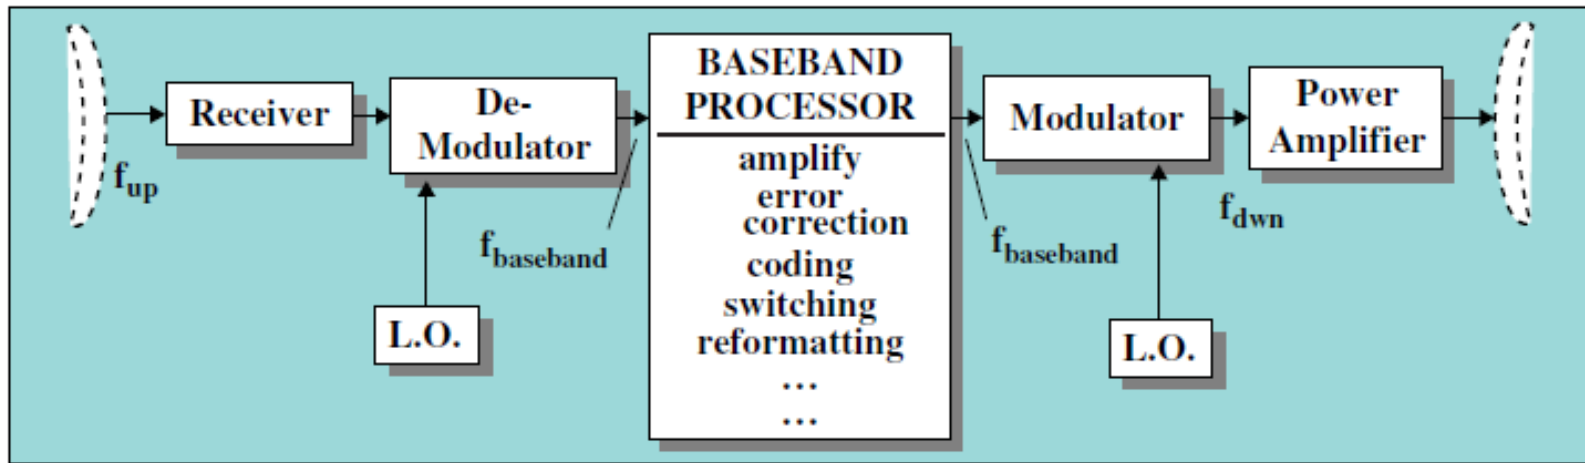 f_up
Receiver
De-
Modulator
L.O.
f_baseband
BASEBAND
PROCESSOR
amplify
error
correction
coding
switching
reformatting
...
...
f_baseband
Modulator
L.O.
f_dwn
Power
Amplifier